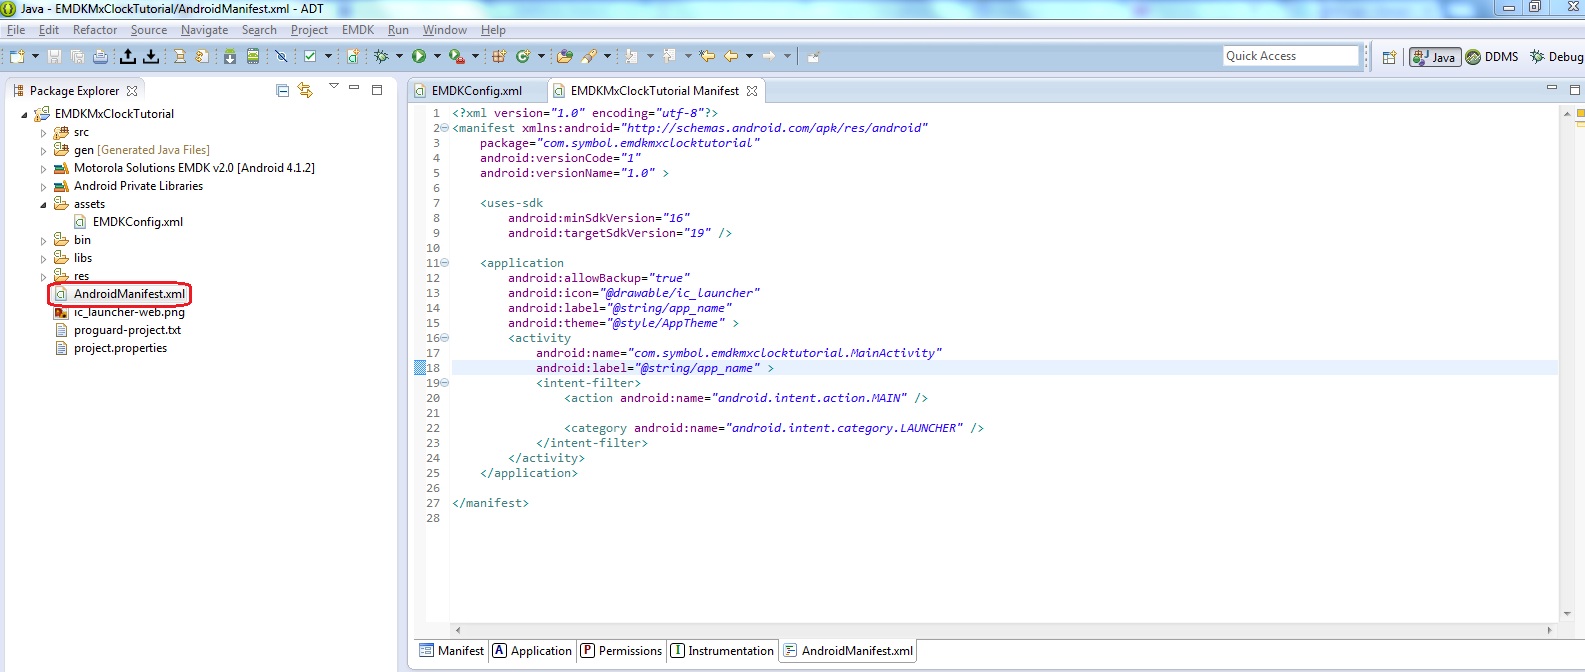 Java - EMDKMxClockTutorial/AndroidManifest.xml - ADT
File Edit Refactor Source Navigate Search Project EMDK Run Window Help
Quick Access
Java DDMS Debug
Package Explorer
EMDKMxClockTutorial
src
gen [Generated Java Files]
Motorola Solutions EMDK v2.0 [Android 4.1.2]
Android Private Libraries
assets
EMDKConfig.xml
bin
libs
res
AndroidManifest.xml
ic_launcher-web.png
proguard-project.txt
project.properties
EMDKConfig.xml EMDKMxClockTutorial Manifest
1 <?xml version="1.0" encoding="utf-8"?>
2 <manifest xmlns:android="http://schemas.android.com/apk/res/android"
3 package="com.symbol.emdkmxclocktutorial"
4 android:versionCode="1"
5 android:versionName="1.0" >
6
7 <uses-sdk
8 android:minSdkVersion="16"
9 android:targetSdkVersion="19" />
10
11 <application
12 android:allowBackup="true"
13 android:icon="@drawable/ic_launcher"
14 android:label="@string/app_name"
15 android:theme="@style/AppTheme" >
16 <activity
17 android:name="com.symbol.emdkmxclocktutorial.MainActivity"
18 android:label="@string/app_name" >
19 <intent-filter>
20 <action android:name="android.intent.action.MAIN" />
21
22 <category android:name="android.intent.category.LAUNCHER" />
23 </intent-filter>
24 </activity>
25 </application>
26
27 </manifest>
28
Manifest A Application P Permissions I Instrumentation AndroidManifest.xml